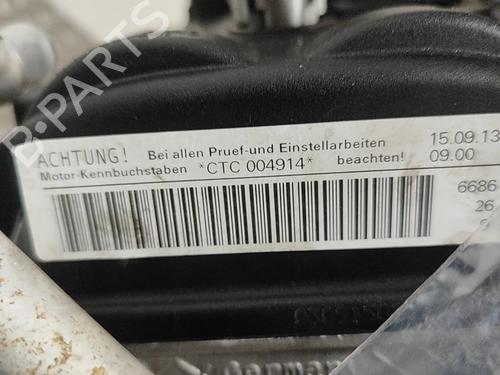 B-PARTS
ACHTUNG! Bei allen Pruef-und Einstellarbeiten 15.09.13
Motor-Kennbuchstaben *CTC 004914* beachten! 09.00
6686
26